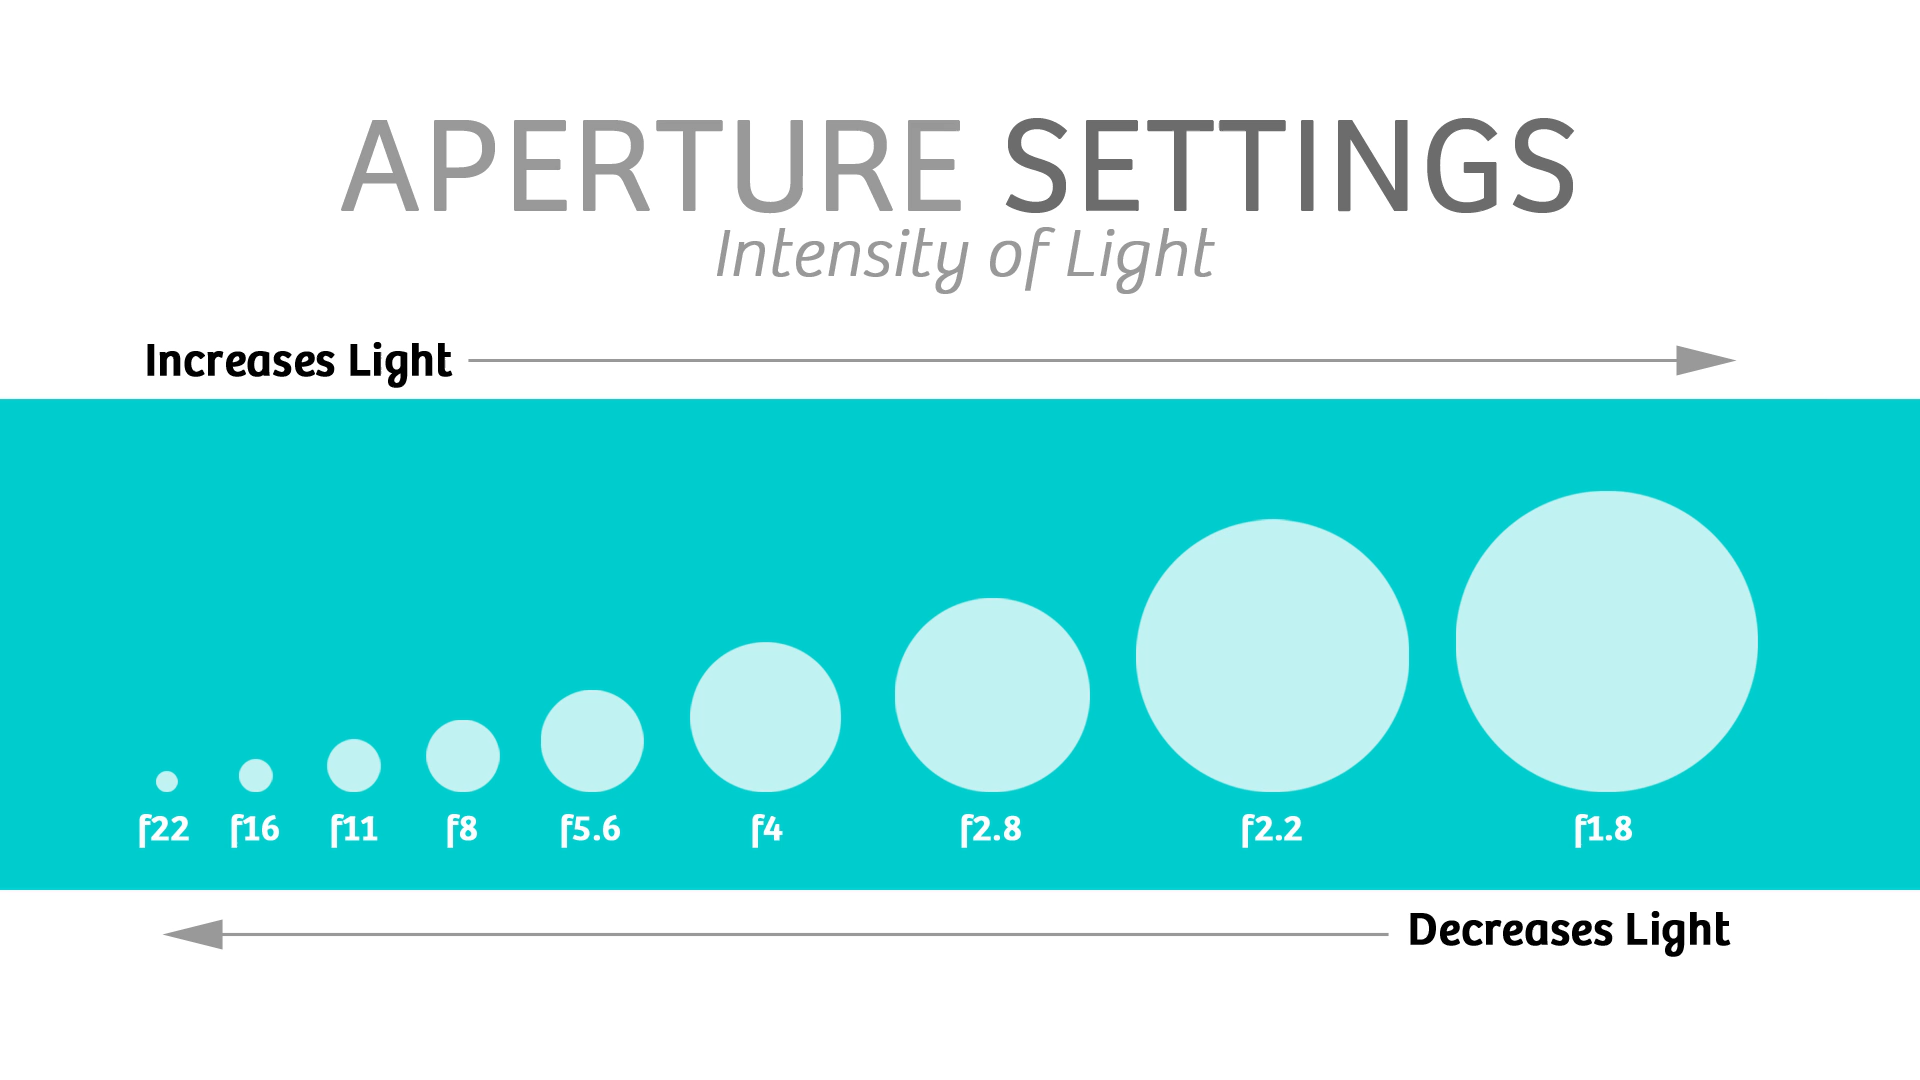 APERTURE SETTINGS
Intensity of Light
Increases Light
f22 f16 f11 f8 f5.6 f4 f2.8 f2.2 f1.8
Decreases Light